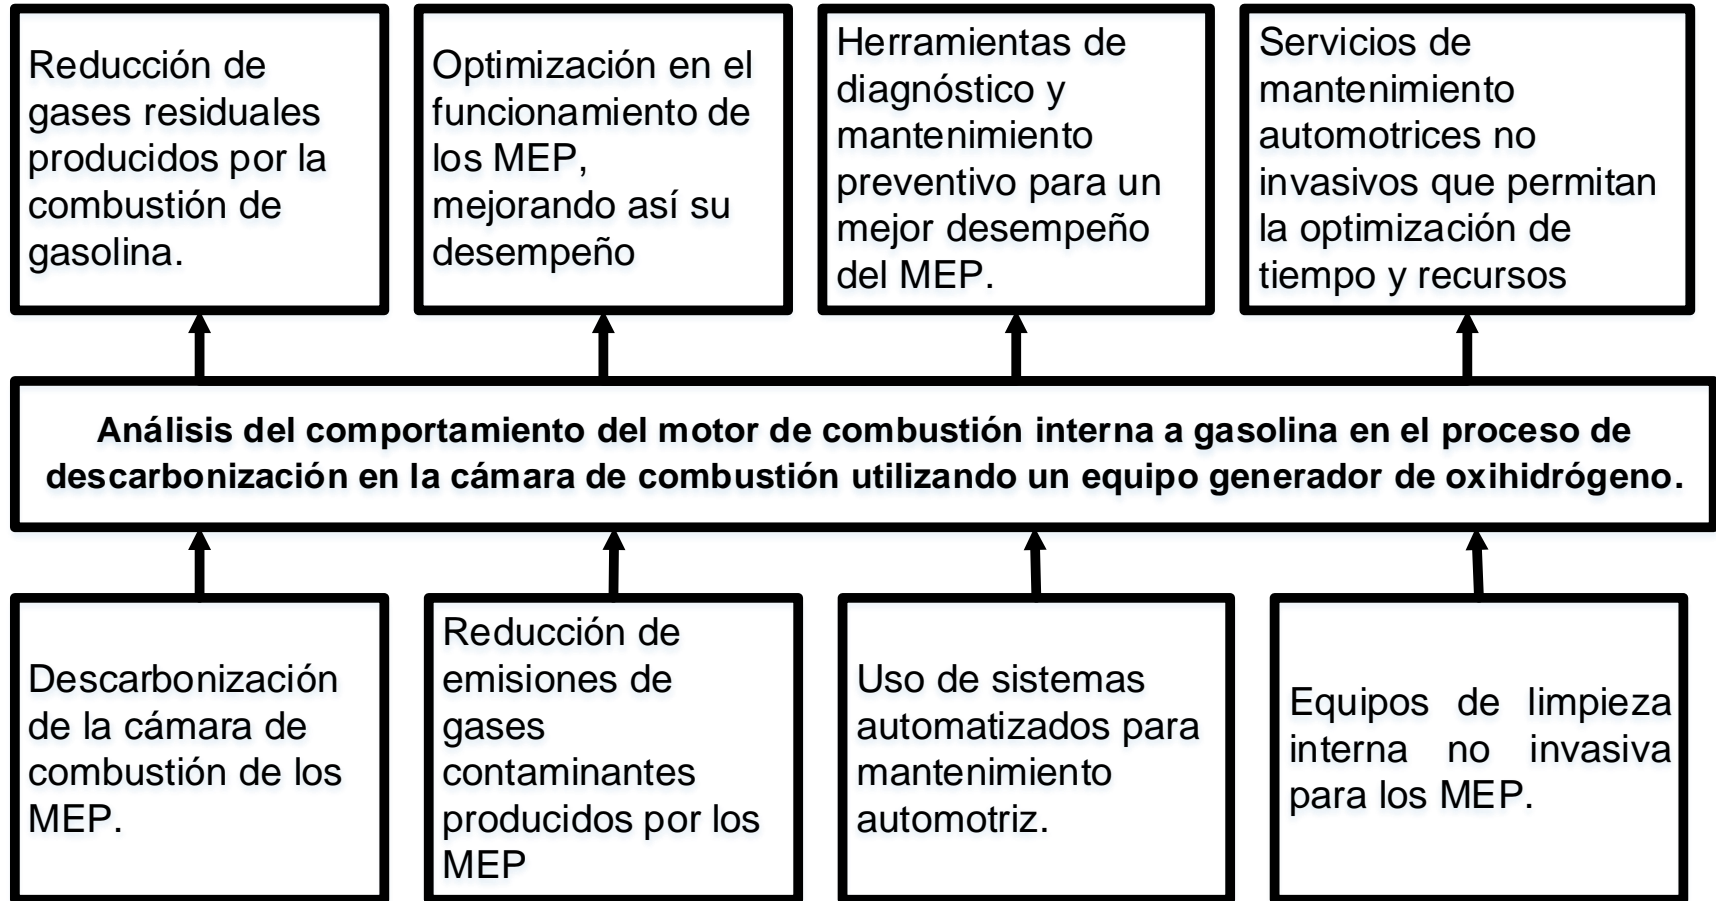 Reducción de
gases residuales
producidos por la
combustión de
gasolina.
Optimización en el
funcionamiento de
los MEP,
mejorando así su
desempeño
Herramientas de
diagnóstico y
mantenimiento
preventivo para un
mejor desempeño
del MEP.
Servicios de
mantenimiento
automotrices no
invasivos que permitan
la optimización de
tiempo y recursos
Análisis del comportamiento del motor de combustión interna a gasolina en el proceso de
descarbonización en la cámara de combustión utilizando un equipo generador de oxihidrógeno.
Descarbonización
de la cámara de
combustión de los
MEP.
Reducción de
emisiones de
gases
contaminantes
producidos por los
MEP
Uso de sistemas
automatizados para
mantenimiento
automotriz.
Equipos de limpieza
interna no invasiva
para los MEP.